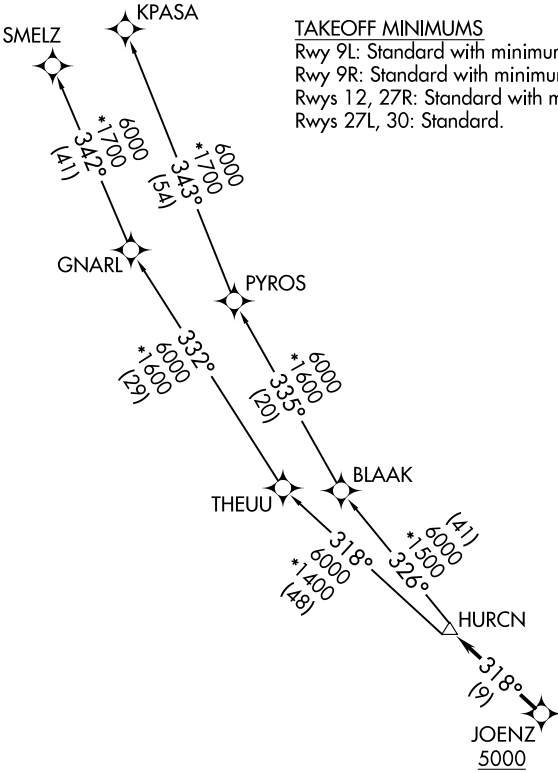 KPASA
SMELZ
TAKEOFF MINIMUMS
Rwy 9L: Standard with minimum
Rwy 9R: Standard with minimum
Rwys 12, 27R: Standard with m
Rwys 27L, 30: Standard.
6000
*1700
342°
(41)
6000
*1700
343°
(54)
GNARL
PYROS
332°
6000
*1600
(29)
6000
*1600
335°
(20)
BLAAK
THEUU
318°
6000
*1400
(48)
(41)
6000
*1500
326°
HURCN
318°
(9)
JOENZ
5000